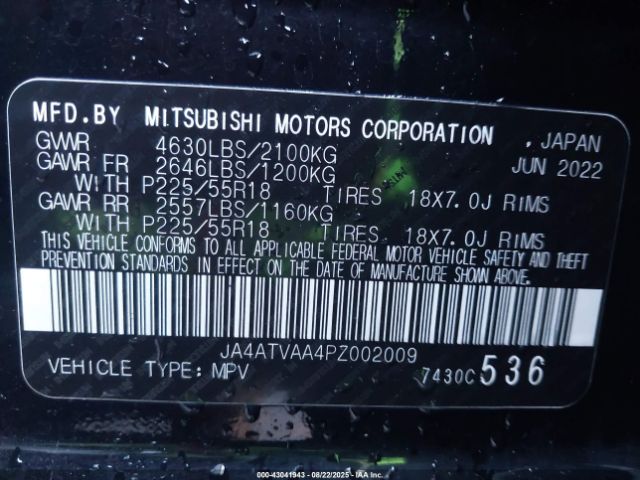 MFD.BY MITSUBISHI MOTORS CORPORATION , JAPAN
GVWR 4630LBS/2100KG JUN 2022
GAWR FR 2646LBS/1200KG
WITH P225/55R18 TIRES 18X7.0J RIMS
GAWR RR 2557LBS/1160KG
WITH P225/55R18 TIRES 18X7.0J RIMS
THIS VEHICLE CONFORMS TO ALL APPLICABLE FEDERAL MOTOR VEHICLE SAFETY AND THEFT
PREVENTION STANDARDS IN EFFECT ON THE DATE OF MANUFACTURE SHOWN ABOVE.
JA4ATVAA4PZ002009
VEHICLE TYPE: MPV 7430C 536
000-43041943 - 08/22/2025 - IAA Inc.